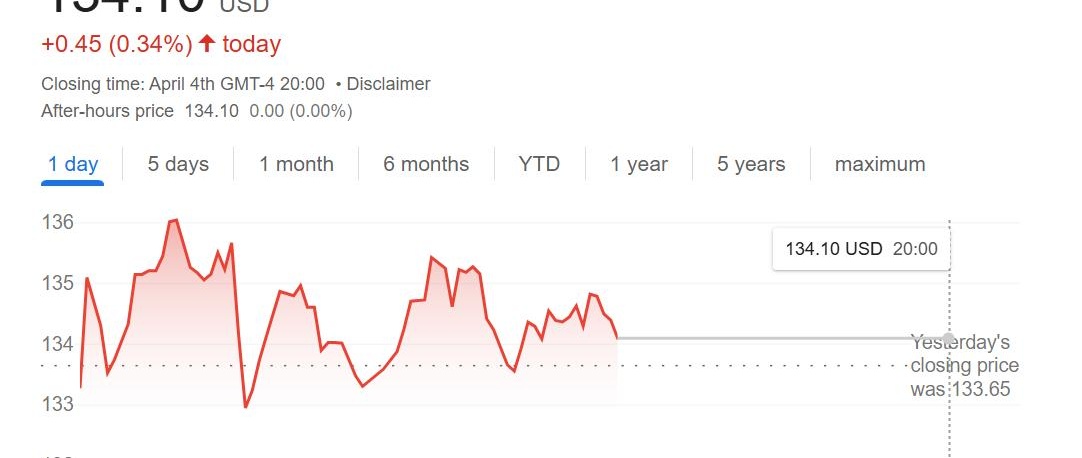 134.10 USD
+0.45 (0.34%) ↑ today
Closing time: April 4th GMT-4 20:00 • Disclaimer
After-hours price 134.10 0.00 (0.00%)
1 day 5 days 1 month 6 months YTD 1 year 5 years maximum
136
134.10 USD 20:00
135
134
Yesterday's
closing price
was 133.65
133